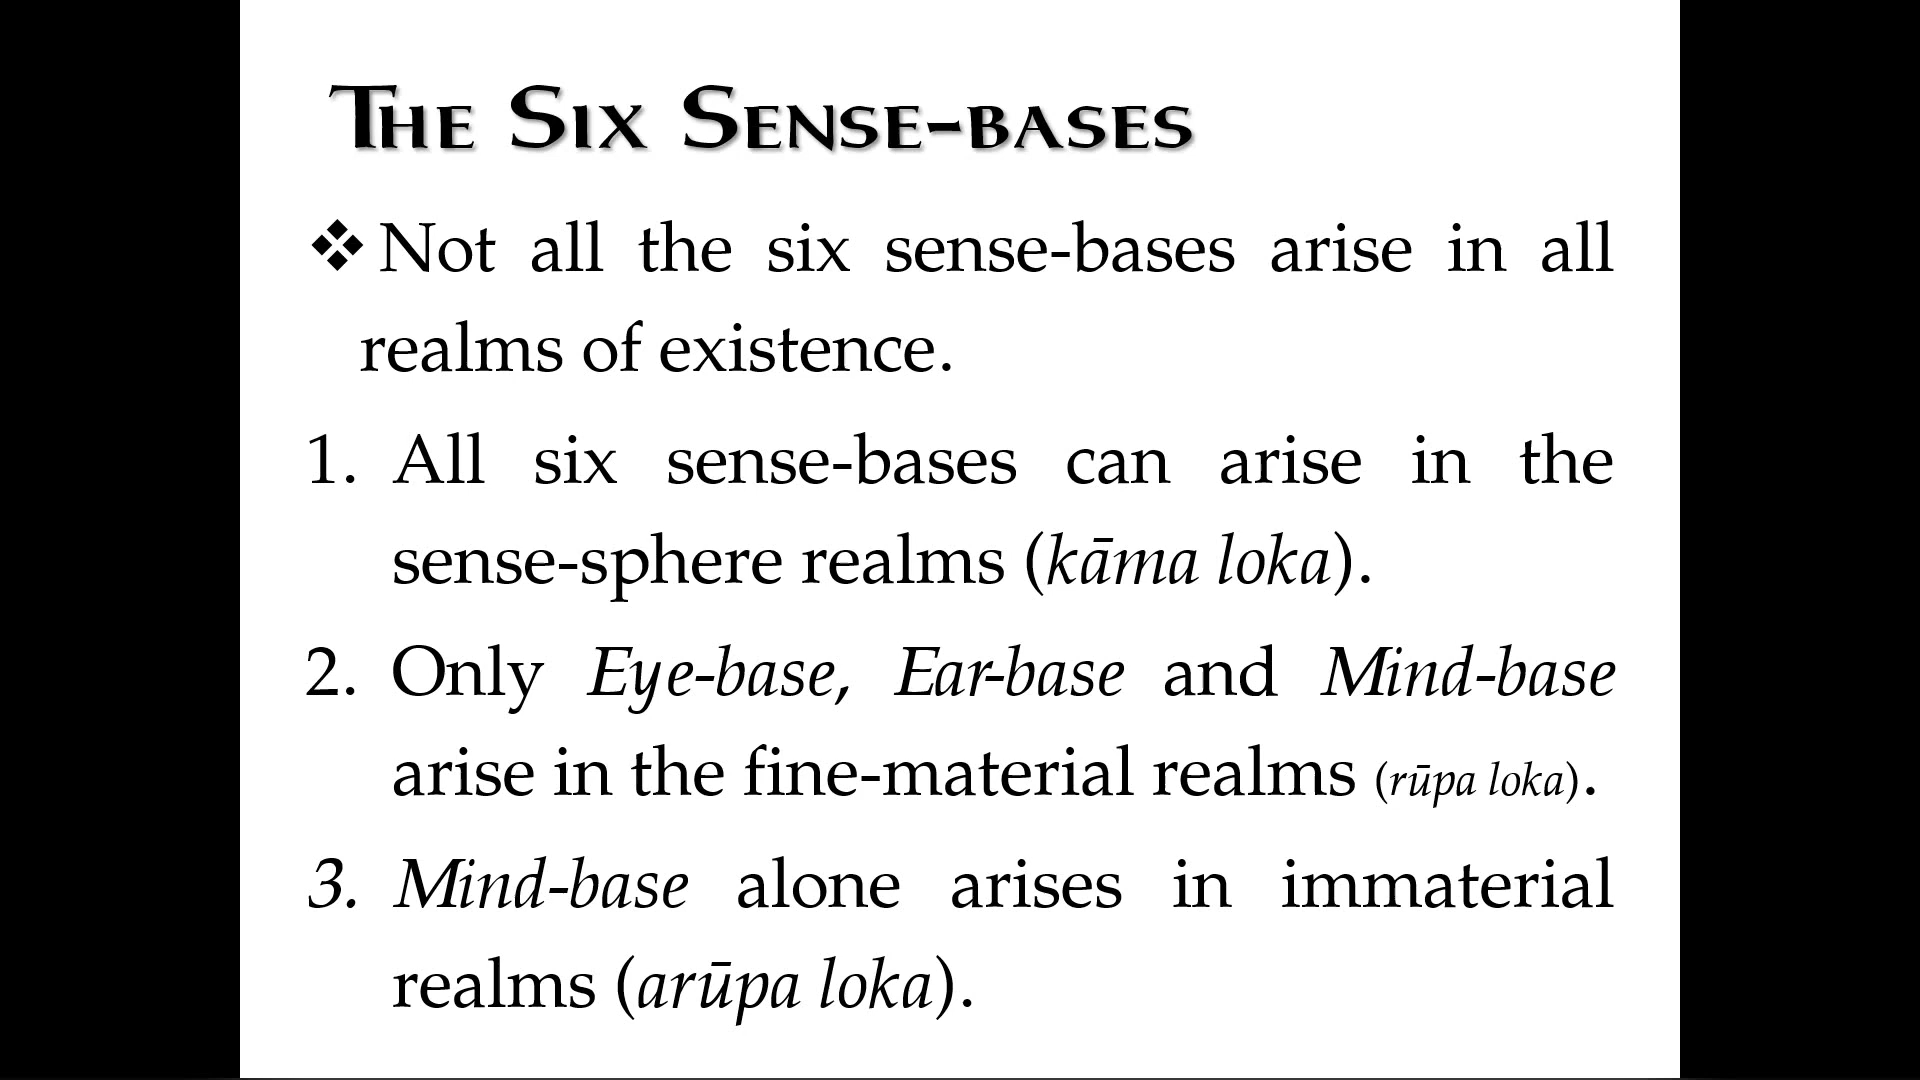 The Six Sense-bases
❖ Not all the six sense-bases arise in all
realms of existence.
1. All six sense-bases can arise in the
sense-sphere realms (kāma loka).
2. Only Eye-base, Ear-base and Mind-base
arise in the fine-material realms (rūpa loka).
3. Mind-base alone arises in immaterial
realms (arūpa loka).